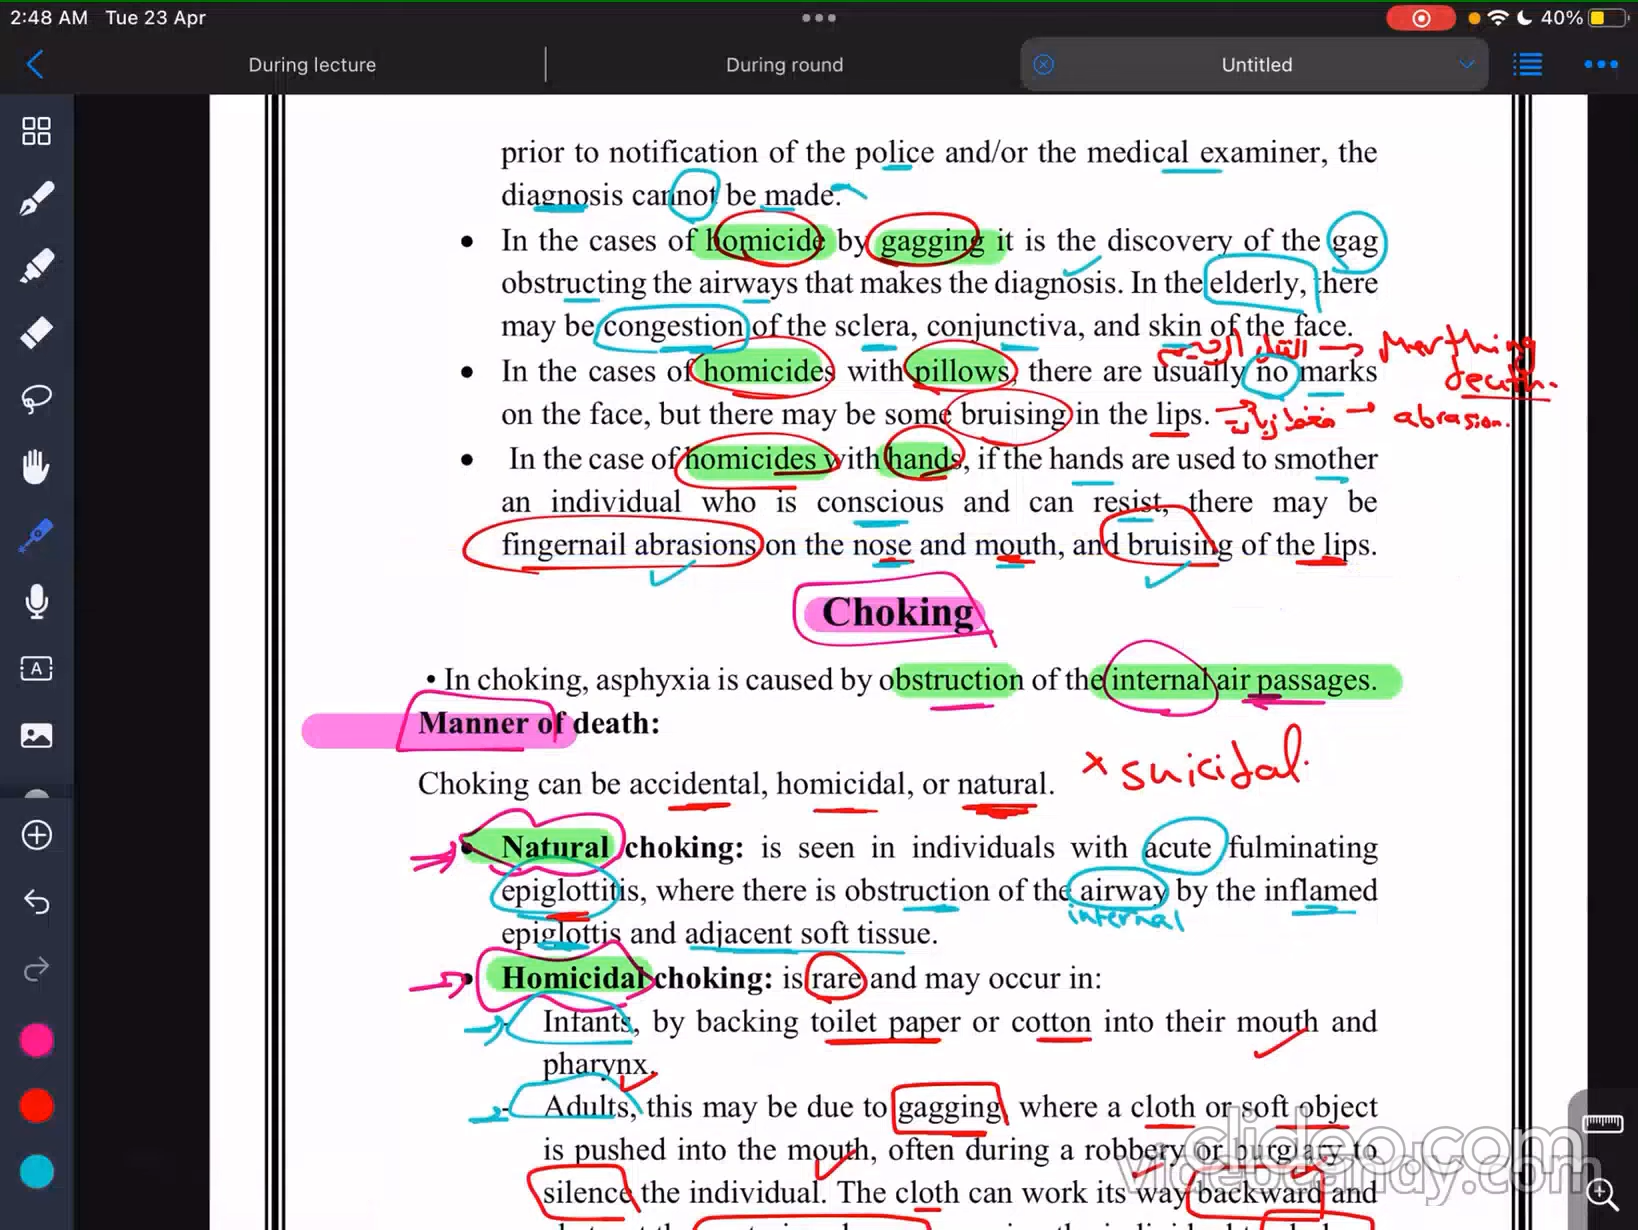 2:48 AM Tue 23 Apr
40%
During lecture
During round
Untitled
prior to notification of the police and/or the medical examiner, the
diagnosis cannot be made.
• In the cases of homicide by gagging it is the discovery of the gag
obstructing the airways that makes the diagnosis. In the elderly, there
may be congestion of the sclera, conjunctiva, and skin of the face.
القتل الرحيم →
death.
• In the cases of homicides with pillows, there are usually no marks
on the face, but there may be some bruising in the lips.
→ abrasion.
• In the case of homicides with hands, if the hands are used to smother
an individual who is conscious and can resist, there may be
fingernail abrasions on the nose and mouth, and bruising of the lips.
Choking
• In choking, asphyxia is caused by obstruction of the internal air passages.
Manner of death:
Choking can be accidental, homicidal, or natural.
x suicidal.
• Natural choking: is seen in individuals with acute fulminating
epiglottitis, where there is obstruction of the airway by the inflamed
internal
epiglottis and adjacent soft tissue.
• Homicidal choking: is rare and may occur in:
- Infants, by backing toilet paper or cotton into their mouth and
pharynx.
- Adults, this may be due to gagging, where a cloth or soft object
is pushed into the mouth, often during a robbery or burglary to
silence the individual. The cloth can work its way backward and
clideo.com
videocandy.com
A